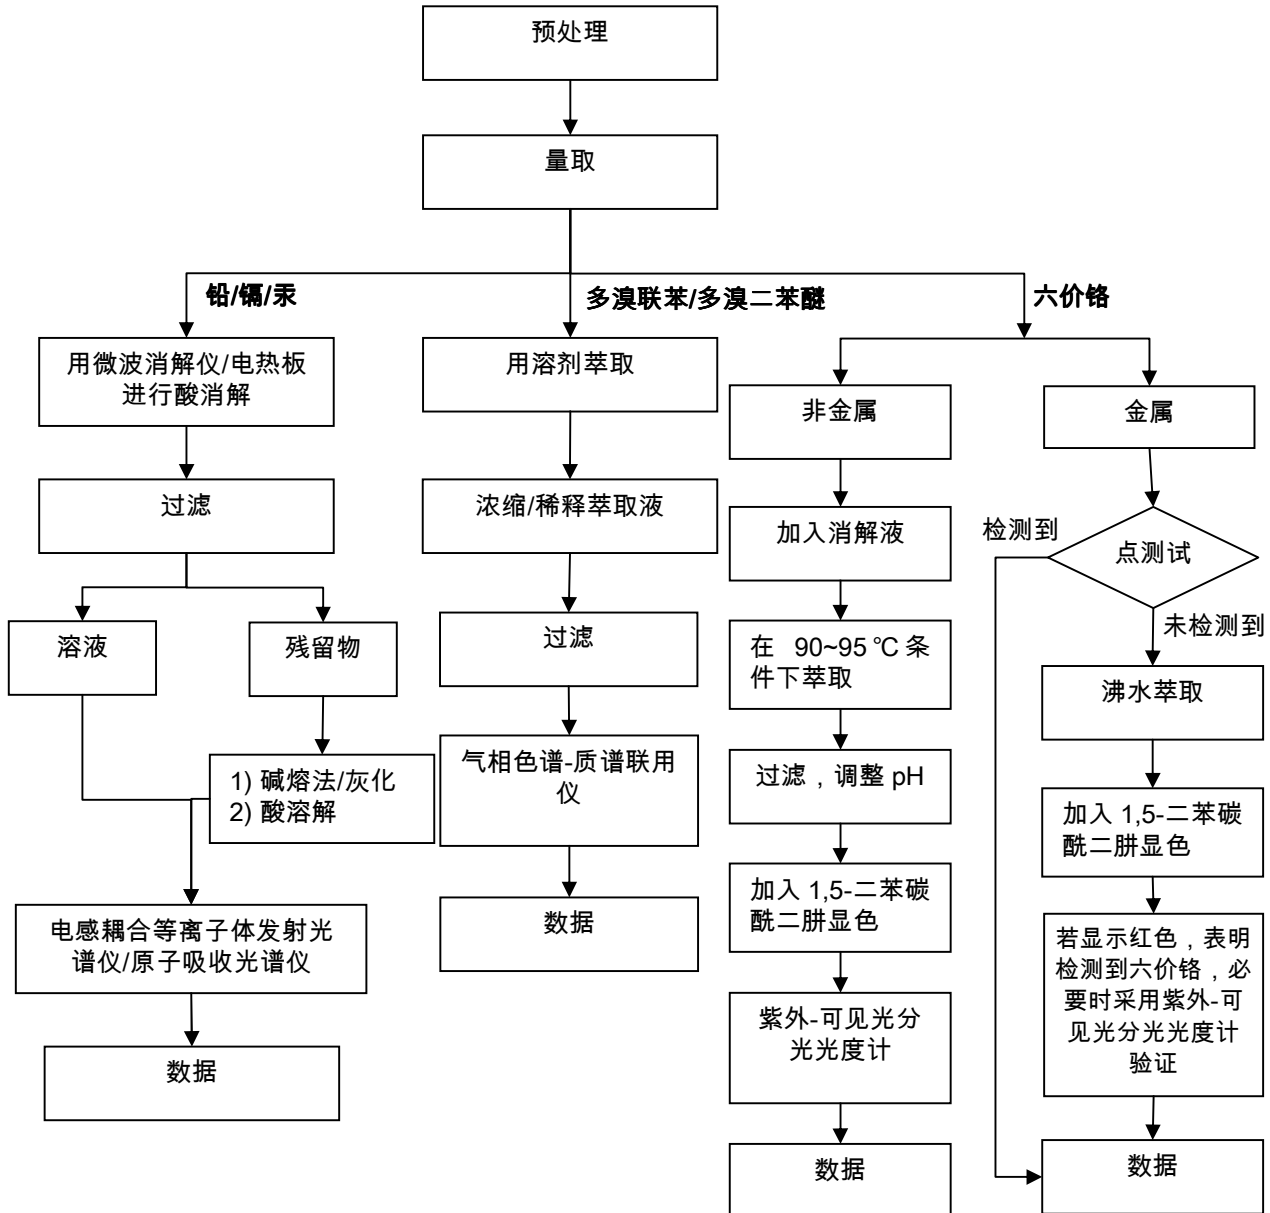 预处理
量取
铅/镉/汞
多溴联苯/多溴二苯醚
六价铬
用微波消解仪/电热板
进行酸消解
过滤
溶液
残留物
1) 碱熔法/灰化
2) 酸溶解
电感耦合等离子体发射光
谱仪/原子吸收光谱仪
数据
用溶剂萃取
浓缩/稀释萃取液
过滤
气相色谱-质谱联用
仪
数据
非金属
加入消解液
在 90~95 ℃ 条
件下萃取
过滤，调整 pH
加入 1,5-二苯碳
酰二肼显色
紫外-可见光分
光光度计
数据
金属
点测试
检测到
未检测到
沸水萃取
加入 1,5-二苯碳
酰二肼显色
若显示红色，表明
检测到六价铬，必
要时采用紫外-可
见光分光光度计
验证
数据